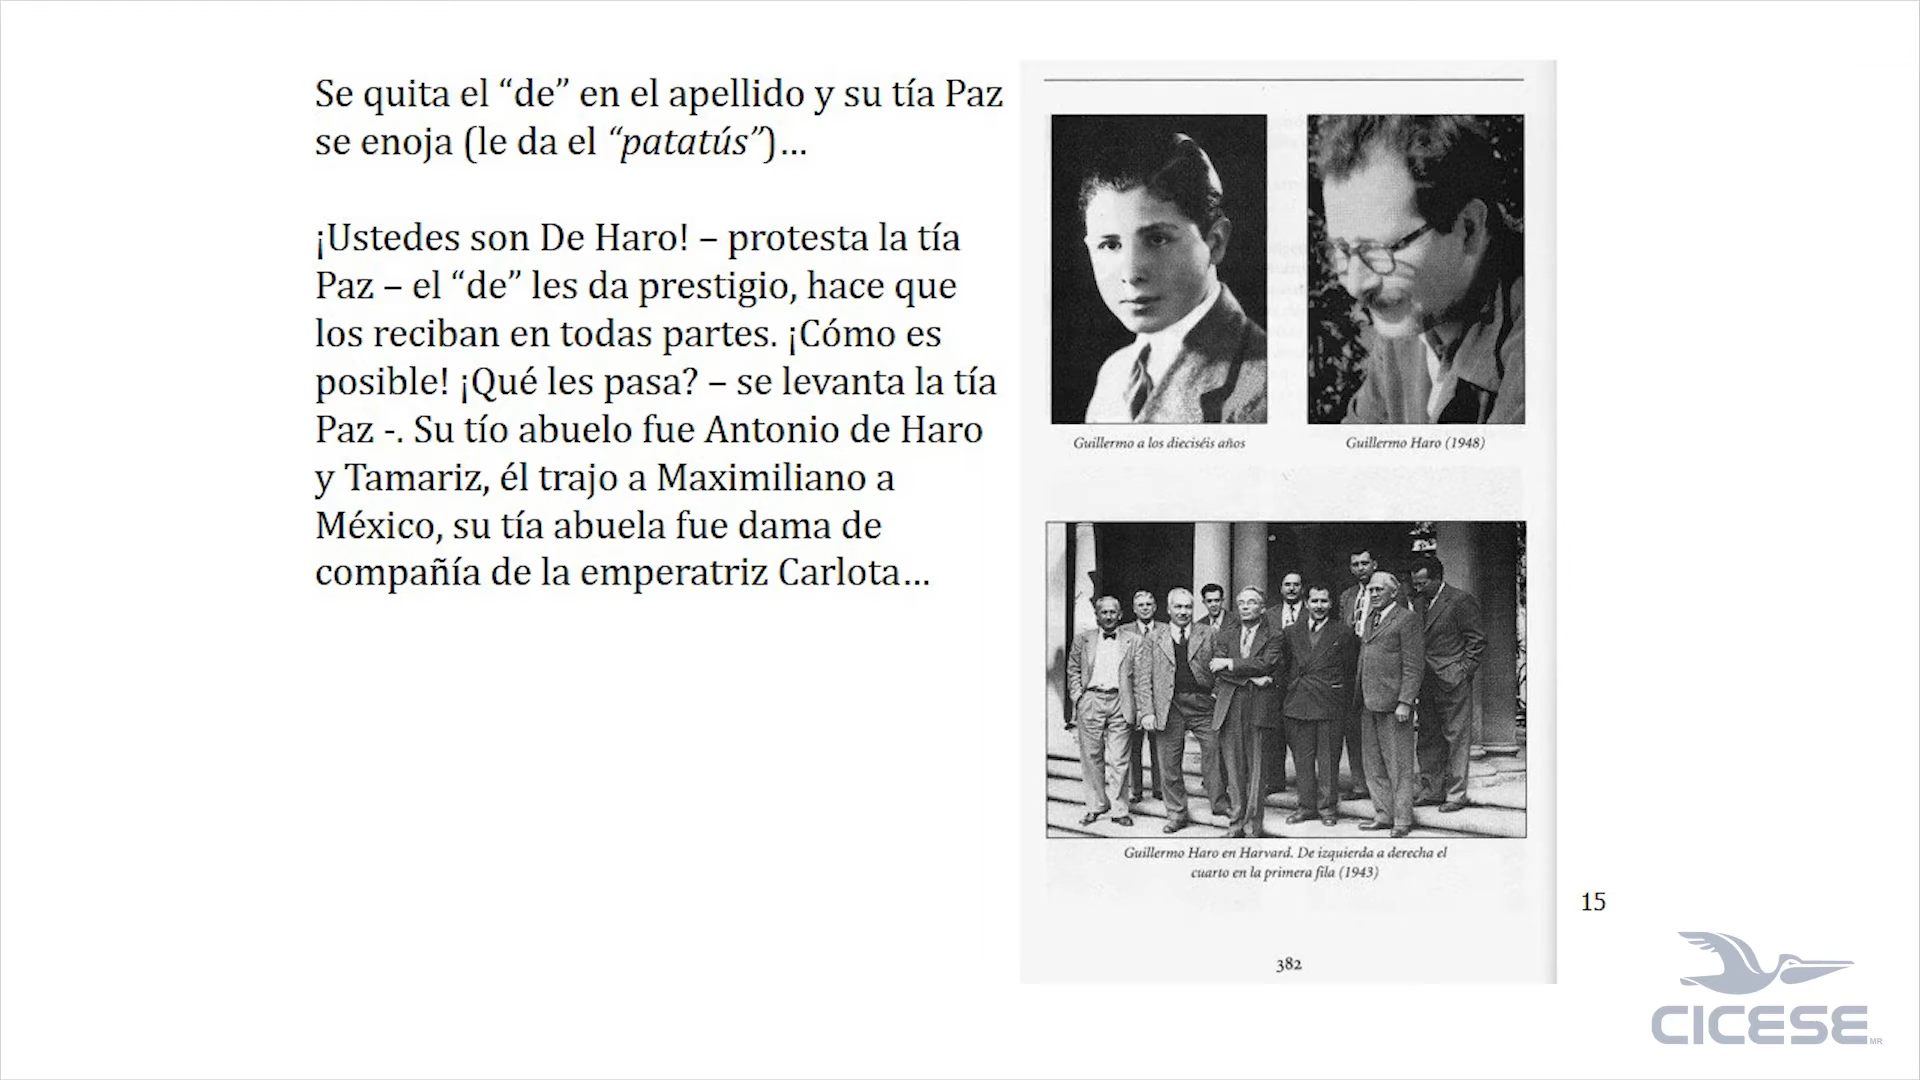 Se quita el “de” en el apellido y su tía Paz
se enoja (le da el “patatús”)…
¡Ustedes son De Haro! – protesta la tía
Paz – el “de” les da prestigio, hace que
los reciban en todas partes. ¡Cómo es
posible! ¡Qué les pasa? – se levanta la tía
Paz -. Su tío abuelo fue Antonio de Haro
y Tamariz, él trajo a Maximiliano a
México, su tía abuela fue dama de
compañía de la emperatriz Carlota…
Guillermo a los dieciséis años
Guillermo Haro (1948)
Guillermo Haro en Harvard. De izquierda a derecha el
cuarto en la primera fila (1943)
382
15
CICESE
MR